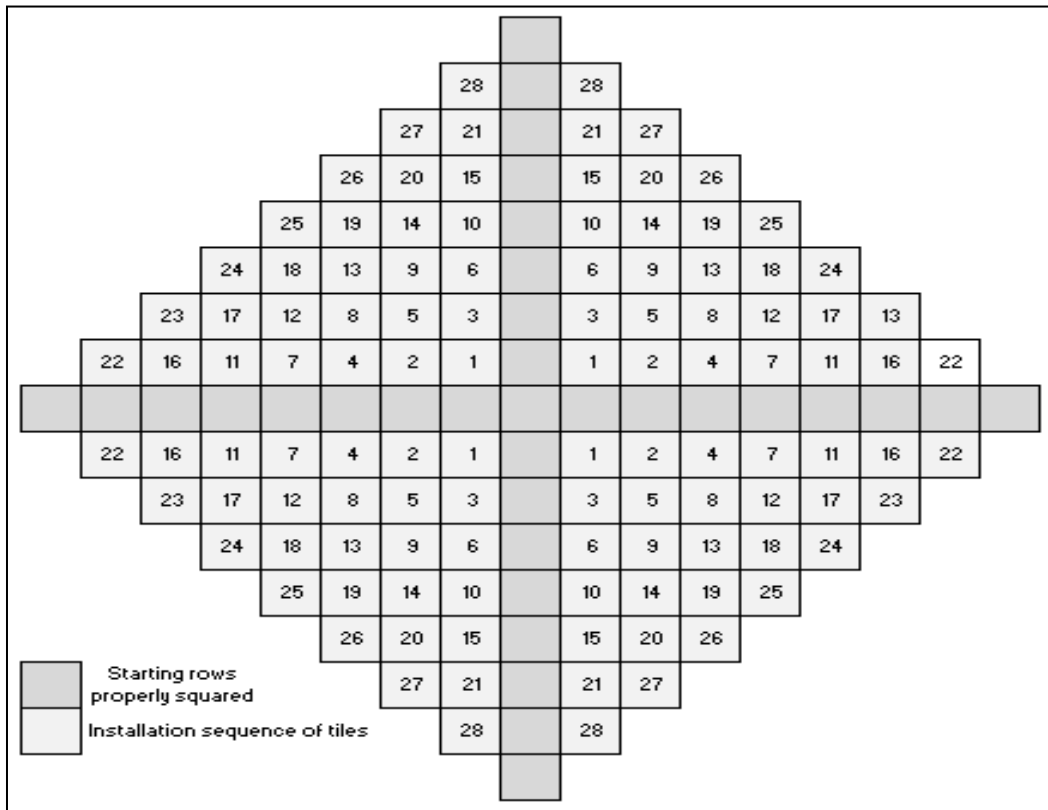 28 28
27 21 21 27
26 20 15 15 20 26
25 19 14 10 10 14 19 25
24 18 13 9 6 6 9 13 18 24
23 17 12 8 5 3 3 5 8 12 17 13
22 16 11 7 4 2 1 1 2 4 7 11 16 22
22 16 11 7 4 2 1 1 2 4 7 11 16 22
23 17 12 8 5 3 3 5 8 12 17 23
24 18 13 9 6 6 9 13 18 24
25 19 14 10 10 14 19 25
26 20 15 15 20 26
27 21 21 27
28 28
Starting rows
properly squared
Installation sequence of tiles